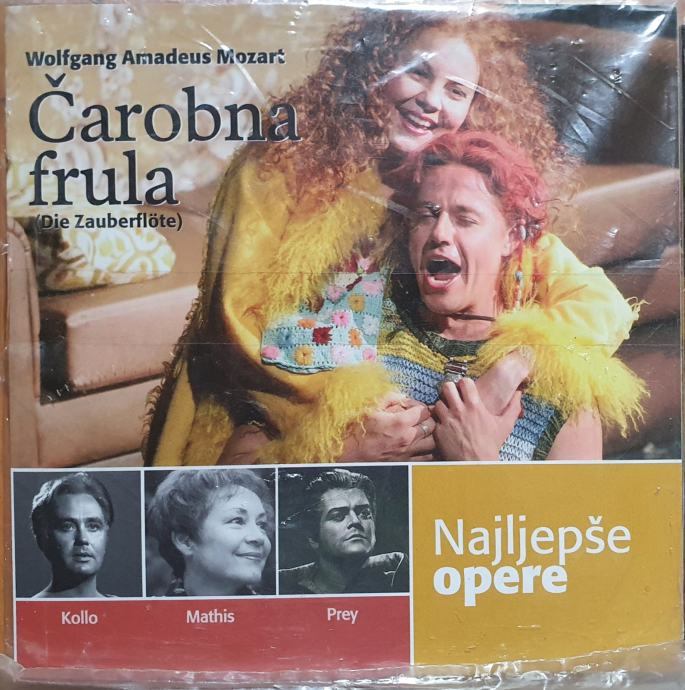 Wolfgang Amadeus Mozart
Čarobna
frula
(Die Zauberflöte)
Kollo
Mathis
Prey
Najljepše
opere